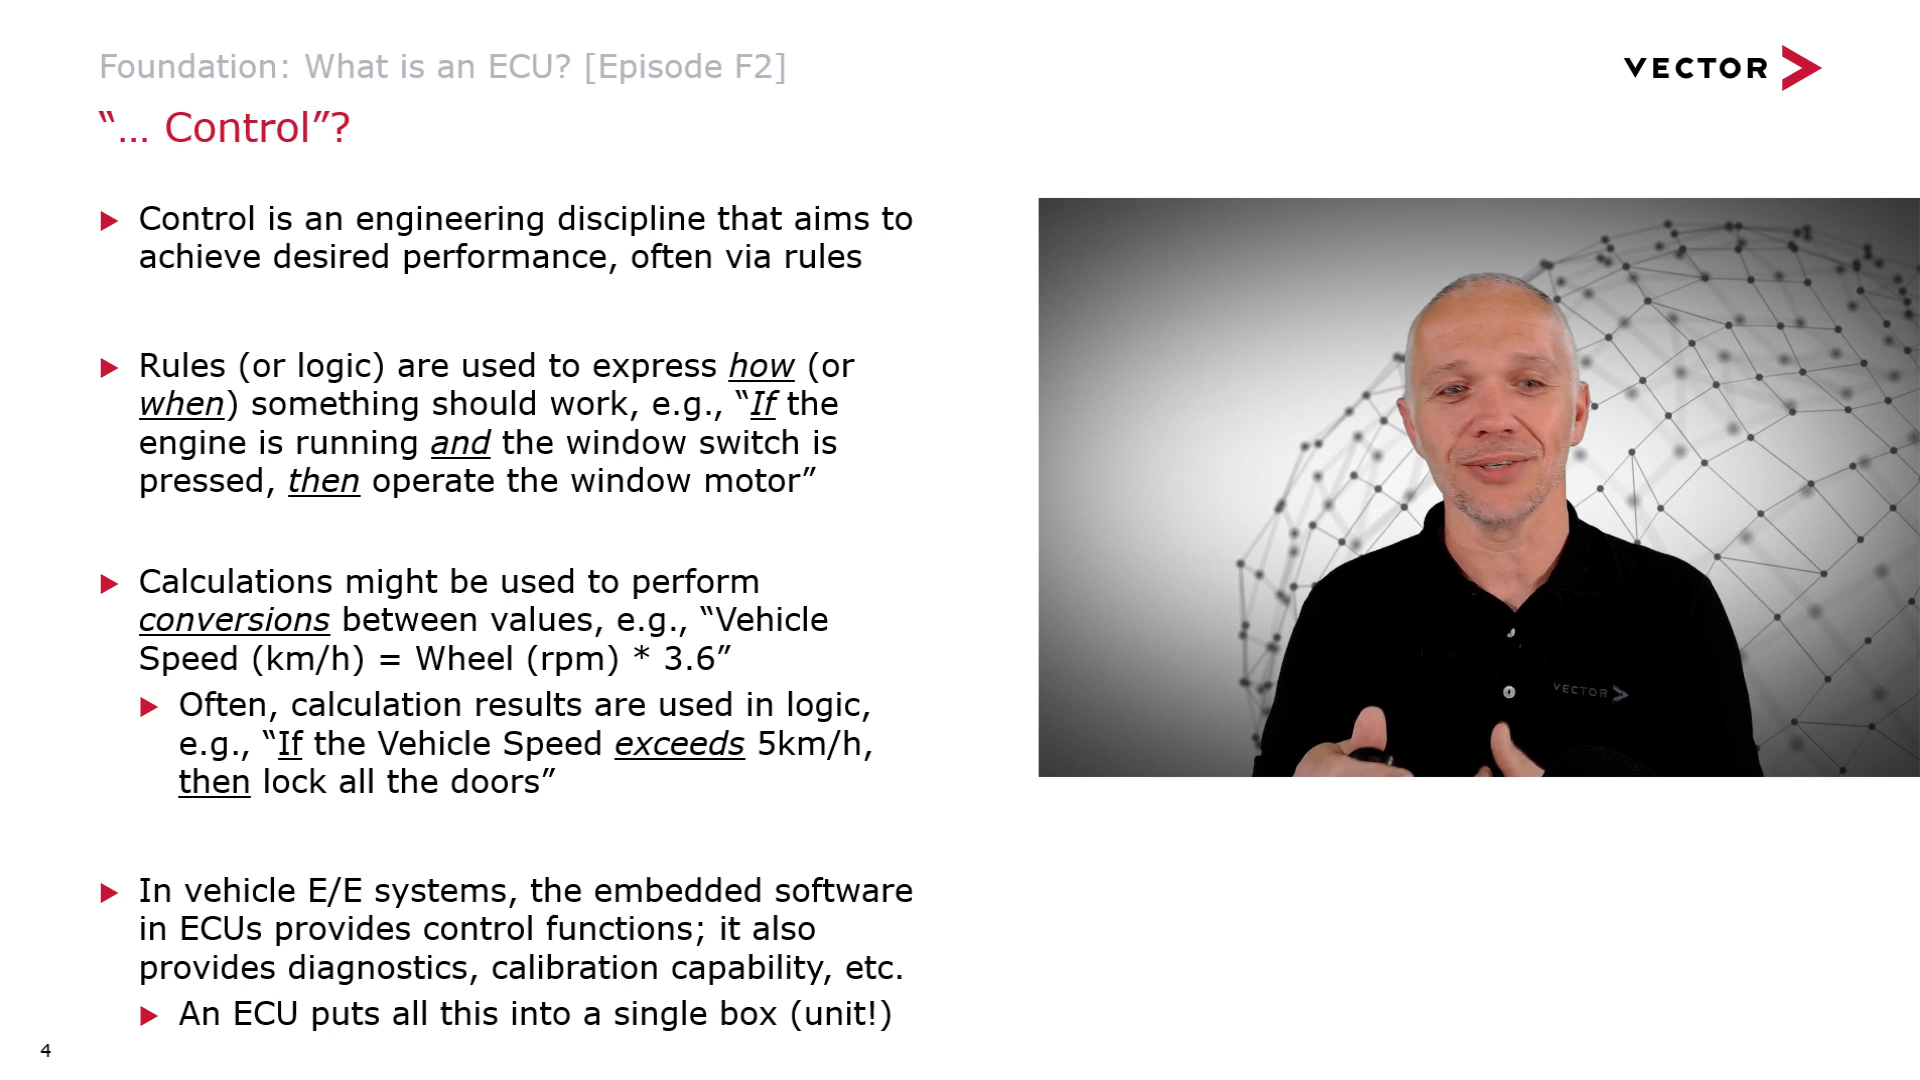 Foundation: What is an ECU? [Episode F2]
VECTOR
“… Control”?
Control is an engineering discipline that aims to
achieve desired performance, often via rules
Rules (or logic) are used to express how (or
when) something should work, e.g., “If the
engine is running and the window switch is
pressed, then operate the window motor”
Calculations might be used to perform
conversions between values, e.g., “Vehicle
Speed (km/h) = Wheel (rpm) * 3.6”
Often, calculation results are used in logic,
e.g., “If the Vehicle Speed exceeds 5km/h,
then lock all the doors”
In vehicle E/E systems, the embedded software
in ECUs provides control functions; it also
provides diagnostics, calibration capability, etc.
An ECU puts all this into a single box (unit!)
VECTOR
4